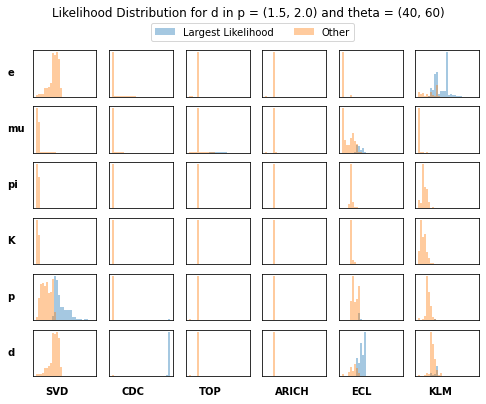 Likelihood Distribution for d in p = (1.5, 2.0) and theta = (40, 60)
Largest Likelihood Other
e
mu
pi
K
p
d
SVD CDC TOP ARICH ECL KLM